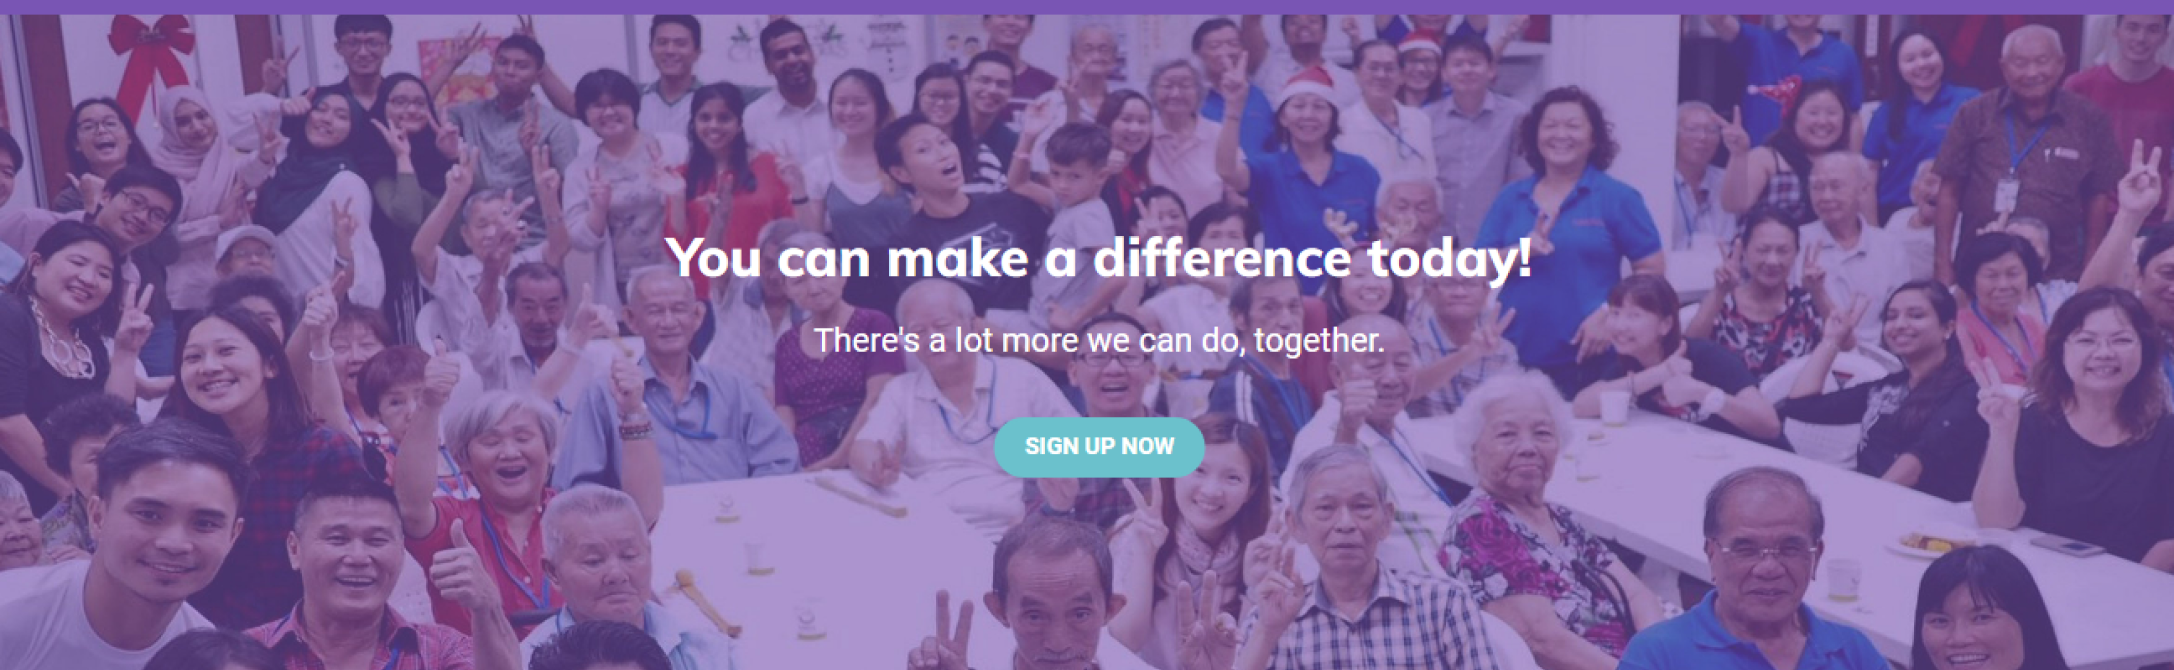 You can make a difference today!
There's a lot more we can do, together.
SIGN UP NOW